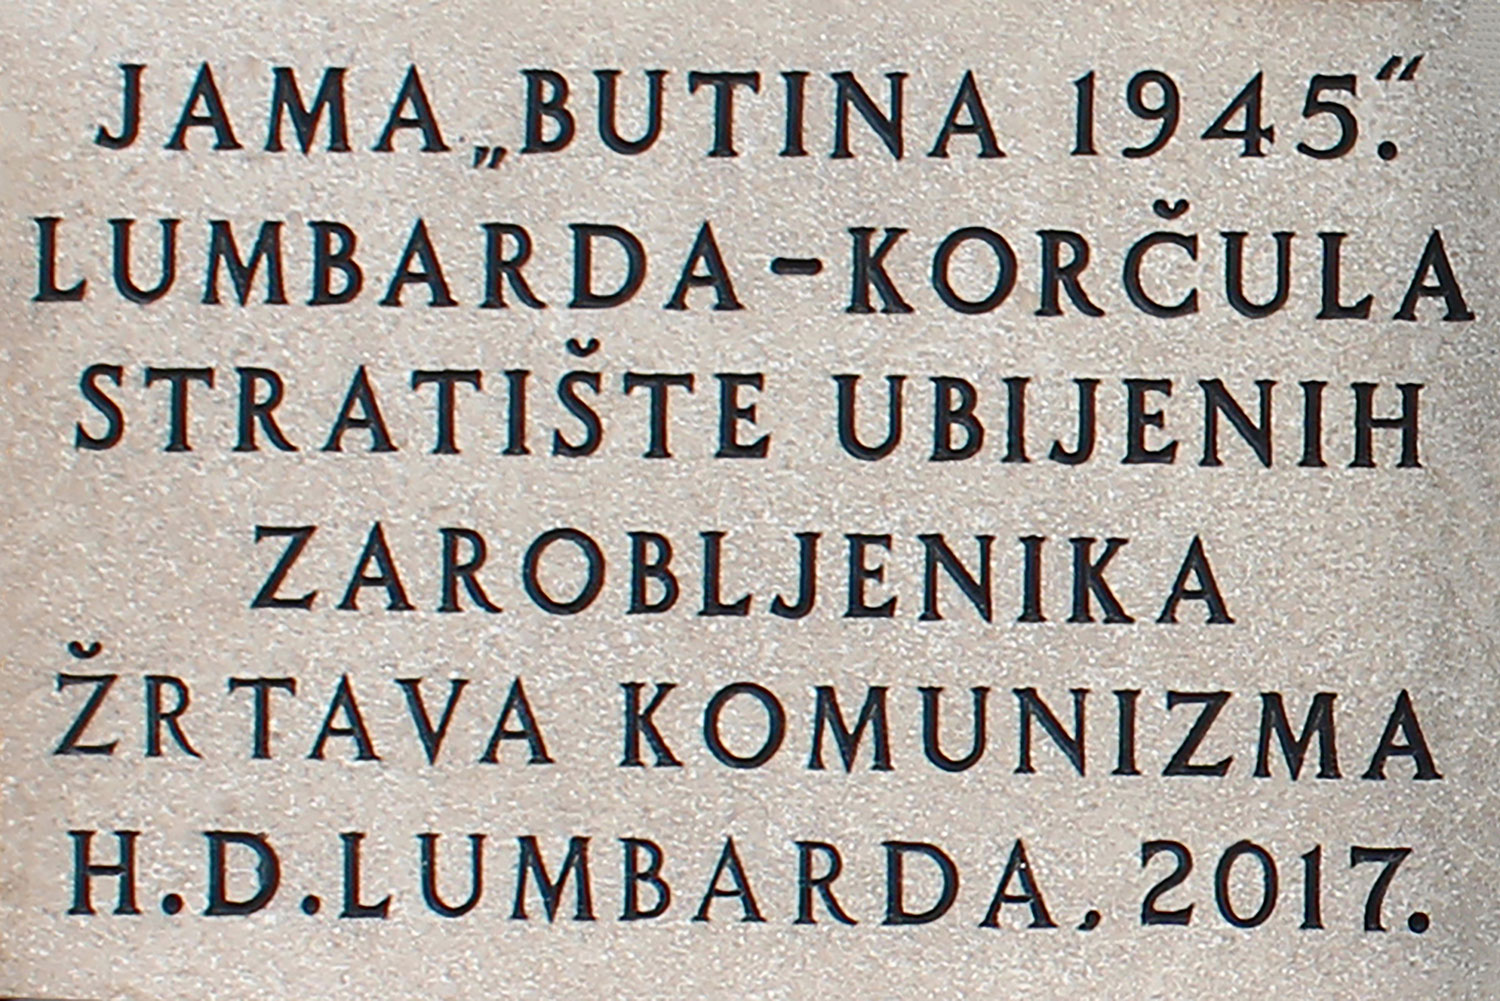 JAMA „BUTINA 1945.“
LUMBARDA-KORČULA
STRATIŠTE UBIJENIH
ZAROBLJENIKA
ŽRTAVA KOMUNIZMA
H.D.LUMBARDA, 2017.